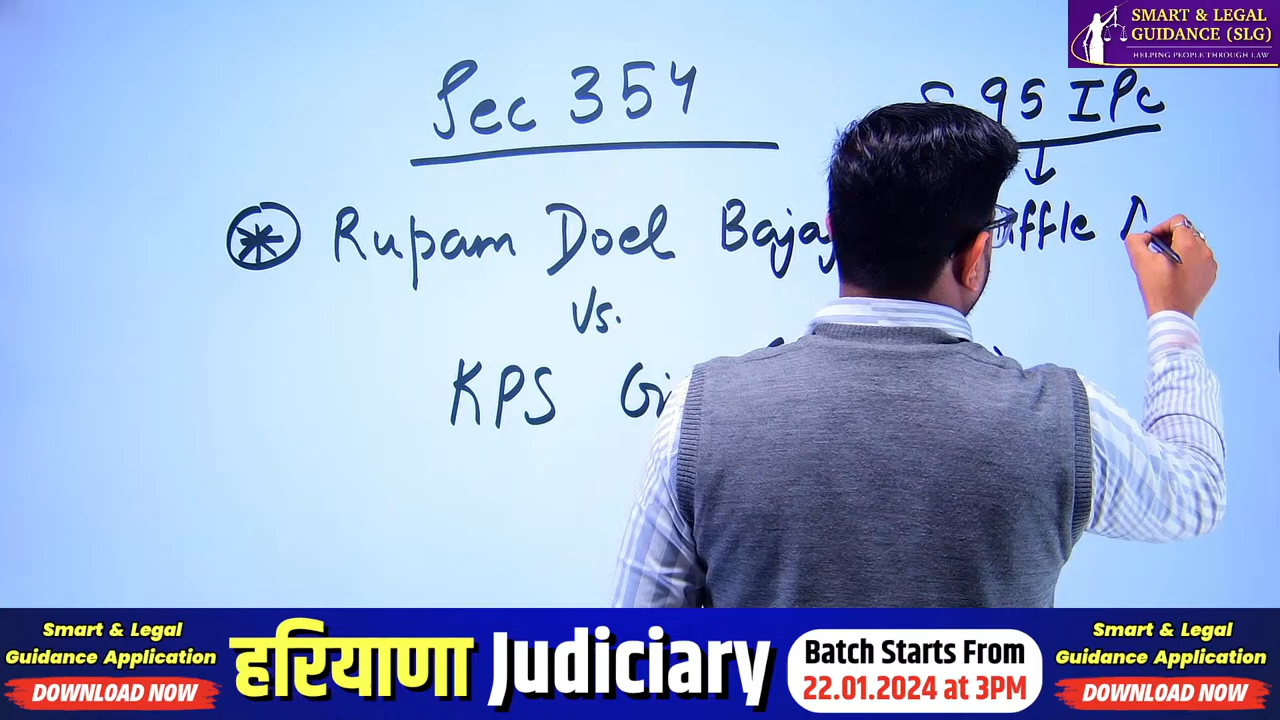 SMART & LEGAL
GUIDANCE (SLG)
HELPING PEOPLE THROUGH LAW
Sec 354
95 IPC
Rupam Doel Bajaj
Vs.
KPS Gi
Smart & Legal
Guidance Application
DOWNLOAD NOW
हरियाणा Judiciary
Batch Starts From
22.01.2024 at 3PM
Smart & Legal
Guidance Application
DOWNLOAD NOW